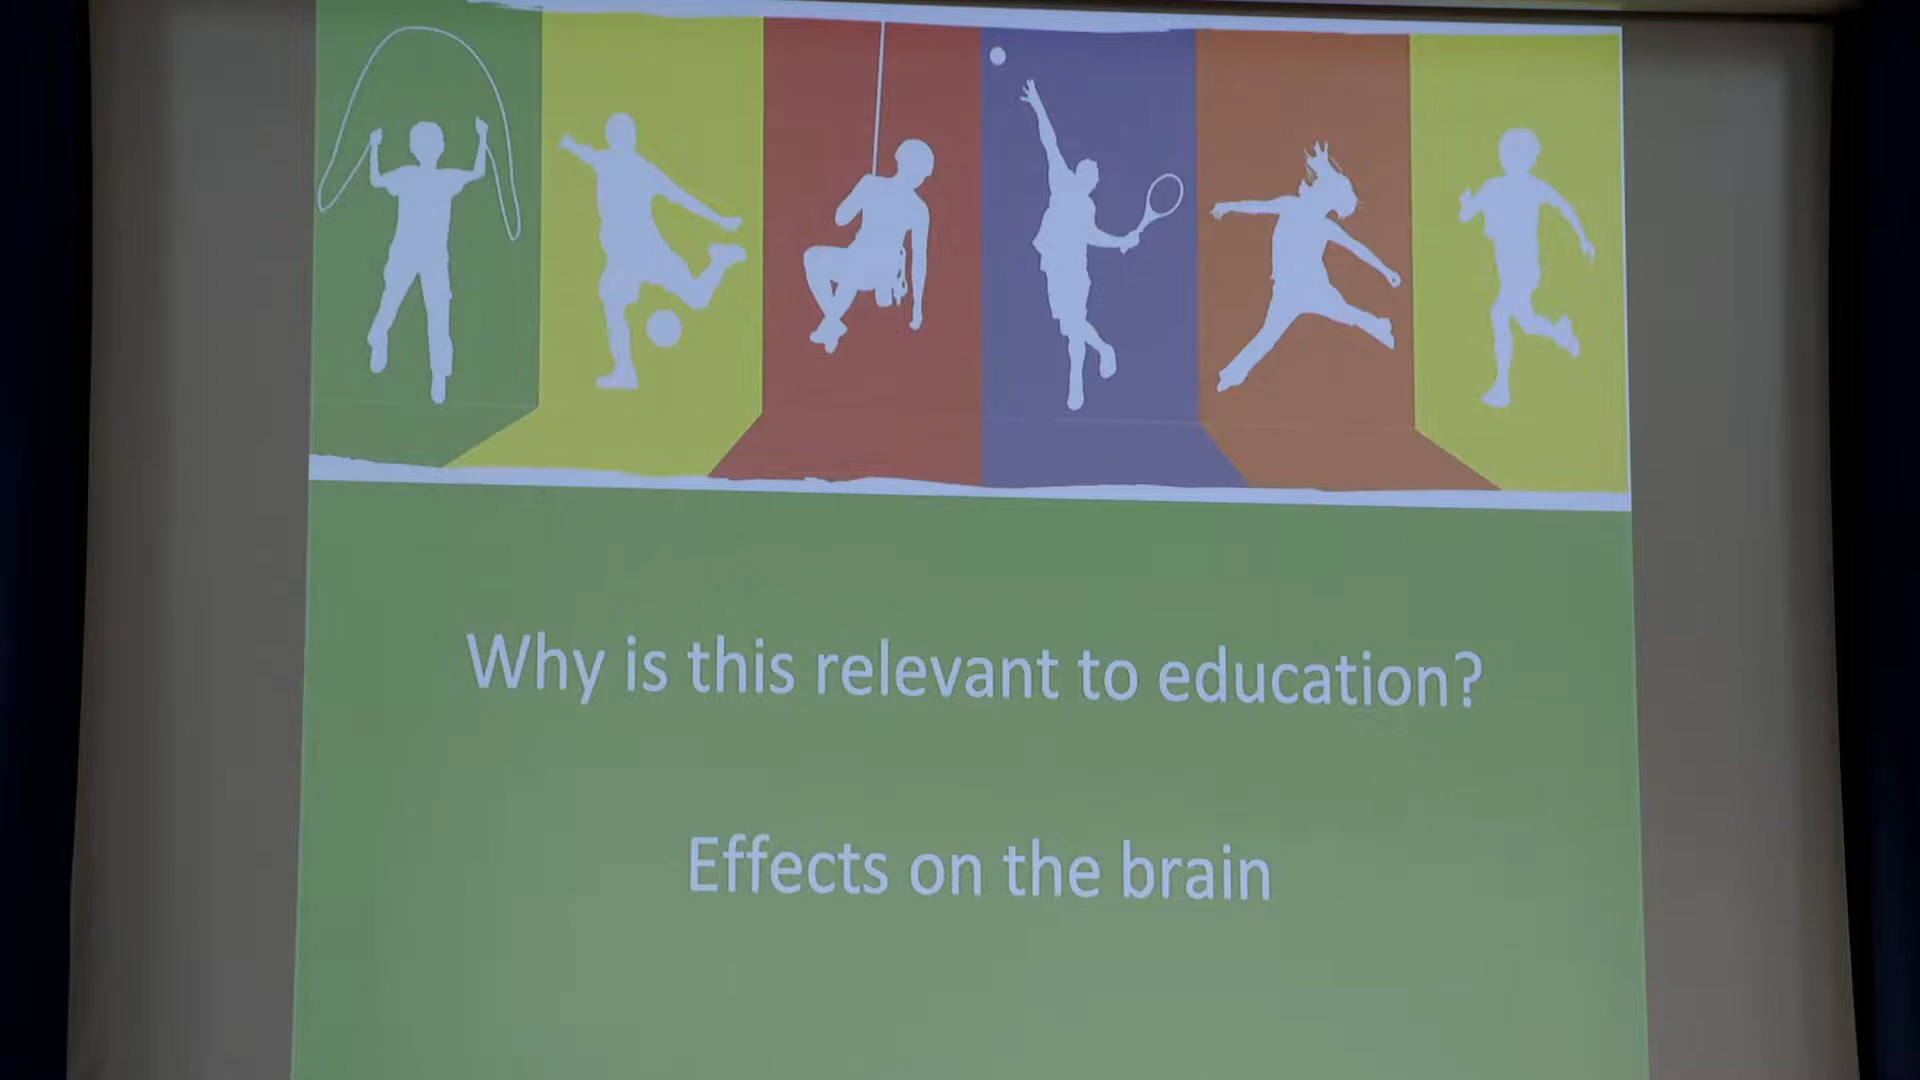 Why is this relevant to education?
Effects on the brain